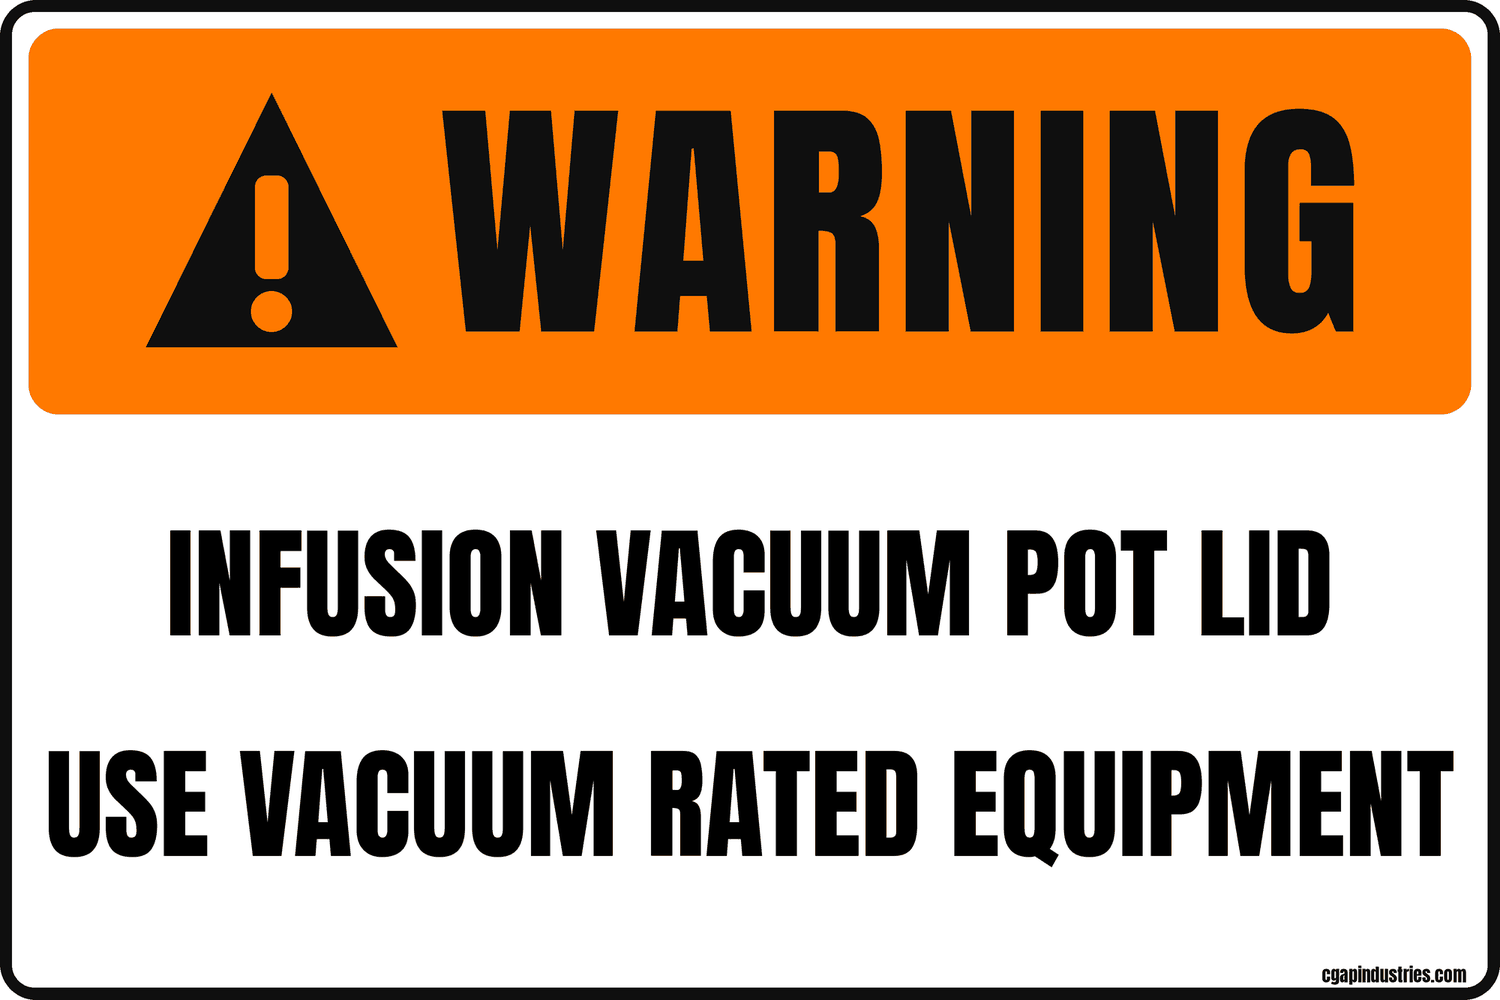 WARNING
INFUSION VACUUM POT LID
USE VACUUM RATED EQUIPMENT
cgapindustries.com